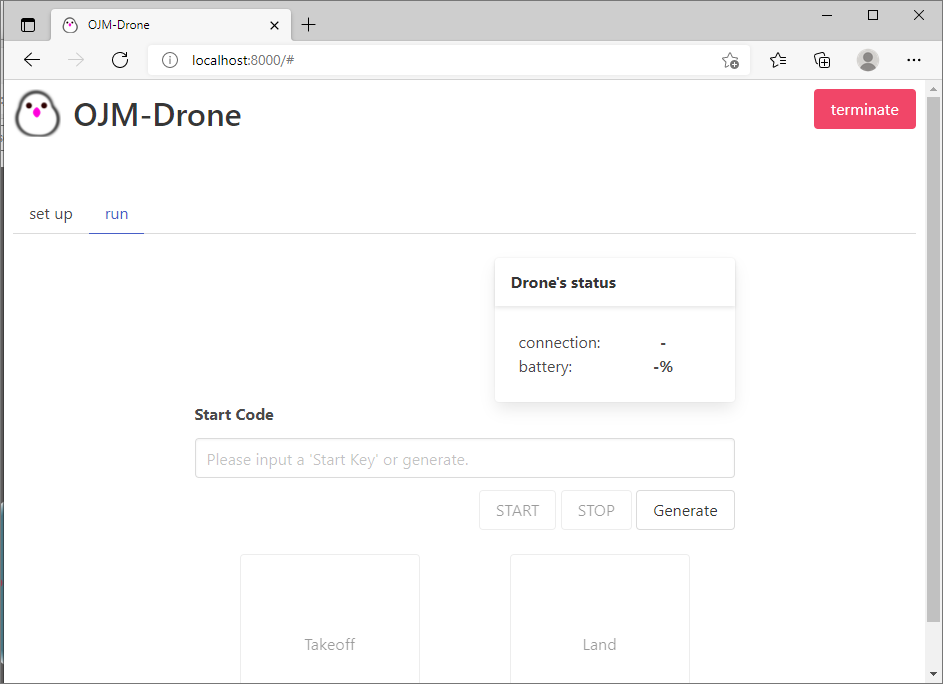 OJM-Drone
localhost:8000/#
OJM-Drone
terminate
set up
run
Drone's status
connection: -
battery: -%
Start Code
Please input a 'Start Key' or generate.
START
STOP
Generate
Takeoff
Land